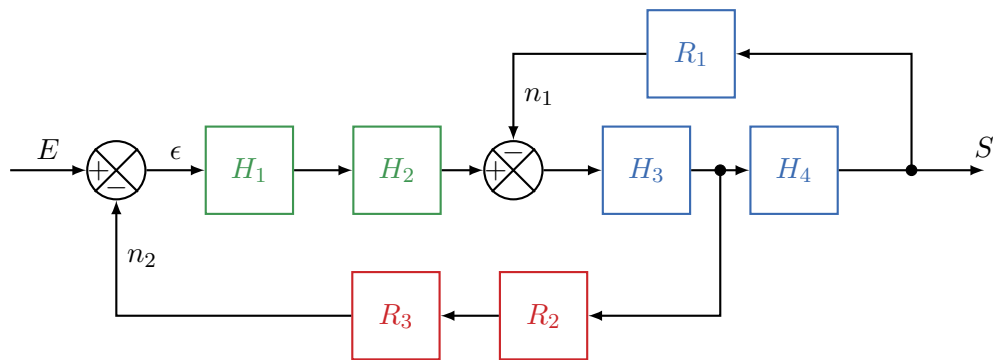 R₁
n₁
E
ϵ
S
+
−
H₁
H₂
+
−
H₃
H₄
n₂
R₃
R₂